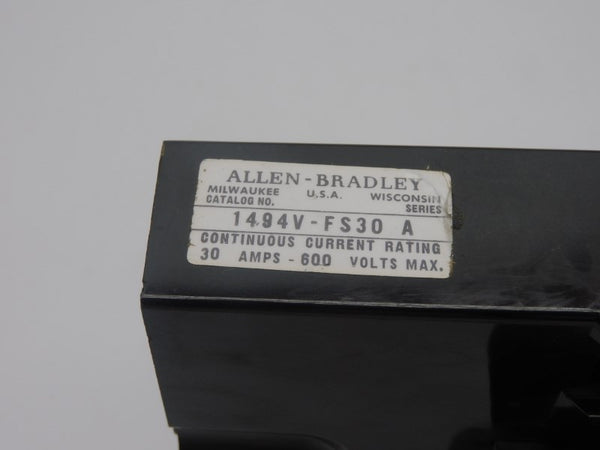 ALLEN-BRADLEY
MILWAUKEE U.S.A. WISCONSIN
CATALOG NO. SERIES
1494V-FS30 A
CONTINUOUS CURRENT RATING
30 AMPS - 600 VOLTS MAX.